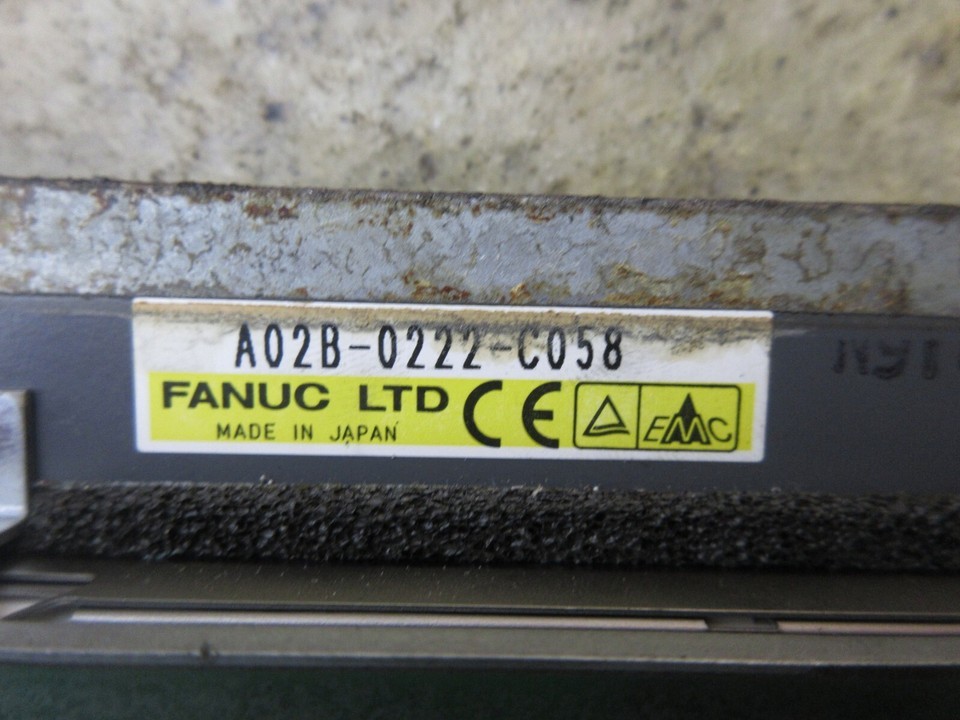 A02B-0222-C058
FANUC LTD CE
MADE IN JAPAN
EMC